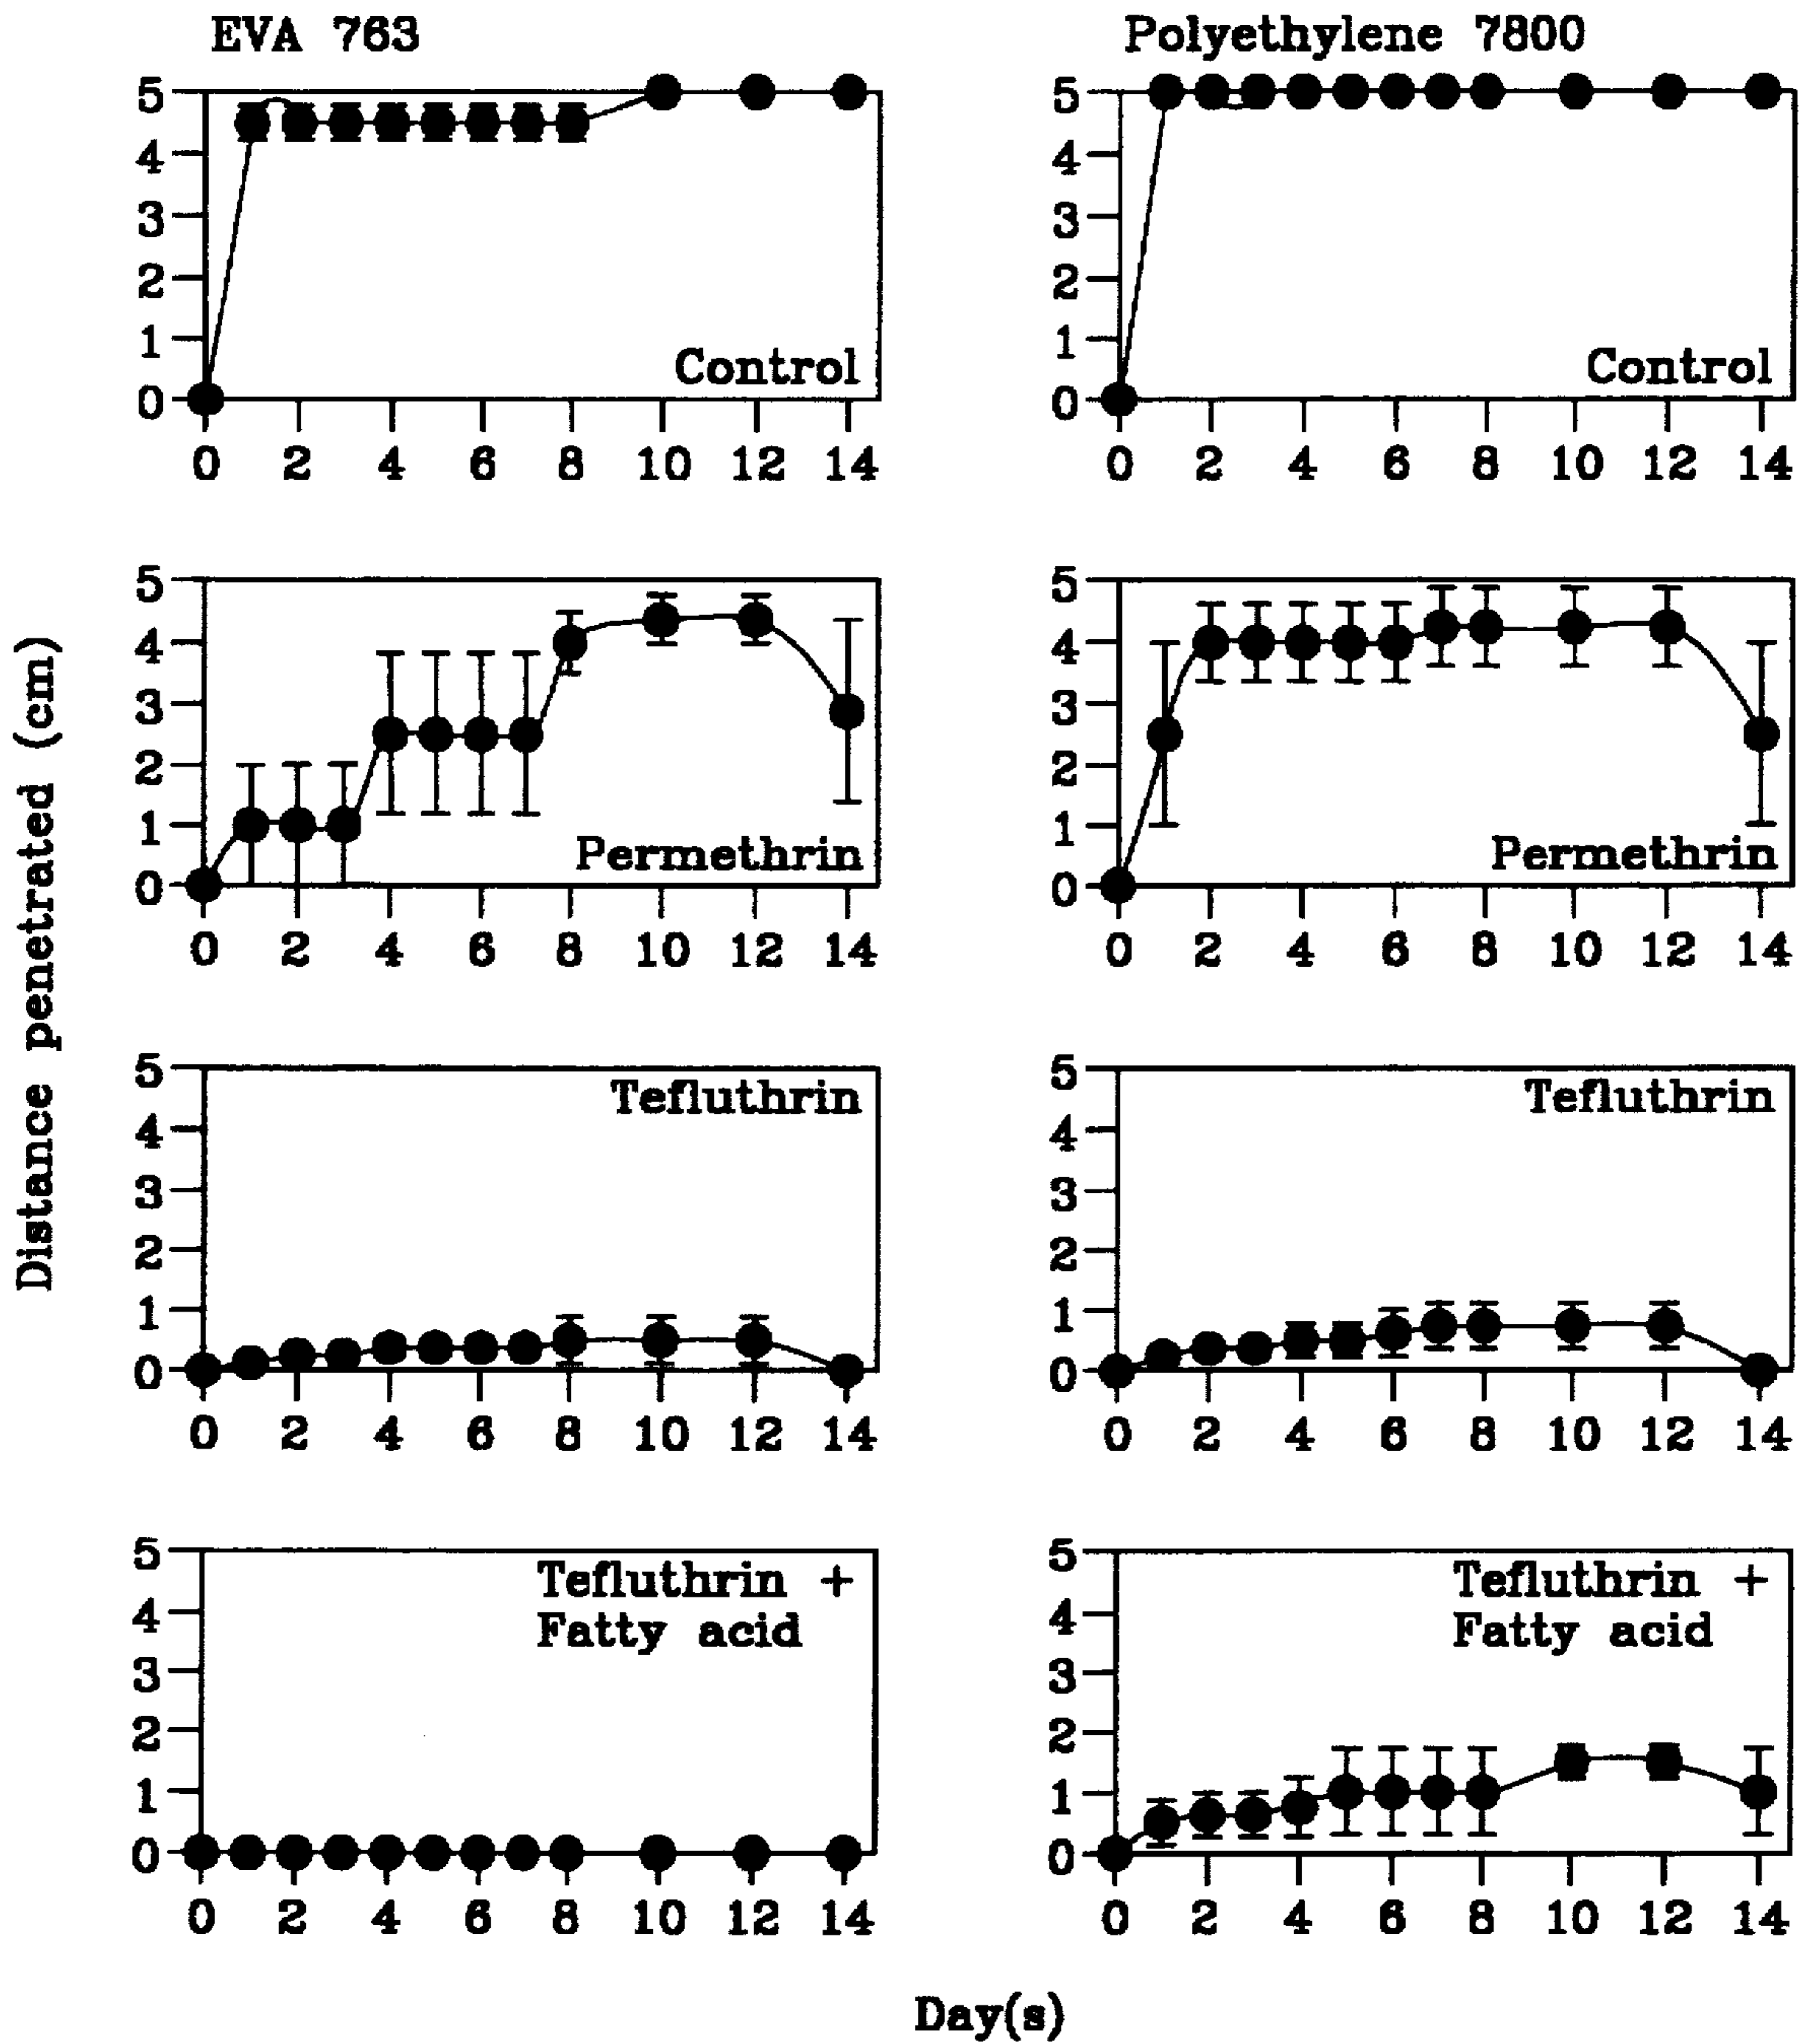 EVA 763 Polyethylene 7800
5 5
4 4
3 3
2 2
1 Control 1 Control
0 0
0 2 4 6 8 10 12 14 0 2 4 6 8 10 12 14
5 5
4 4
3 3
2 2
1 Permethrin 1 Permethrin
0 0
0 2 4 6 8 10 12 14 0 2 4 6 8 10 12 14
Distance penetrated (cm)
5 Tefluthrin 5 Tefluthrin
4 4
3 3
2 2
1 1
0 0
0 2 4 6 8 10 12 14 0 2 4 6 8 10 12 14
5 Tefluthrin + 5 Tefluthrin +
4 Fatty acid 4 Fatty acid
3 3
2 2
1 1
0 0
0 2 4 6 8 10 12 14 0 2 4 6 8 10 12 14
Day(s)